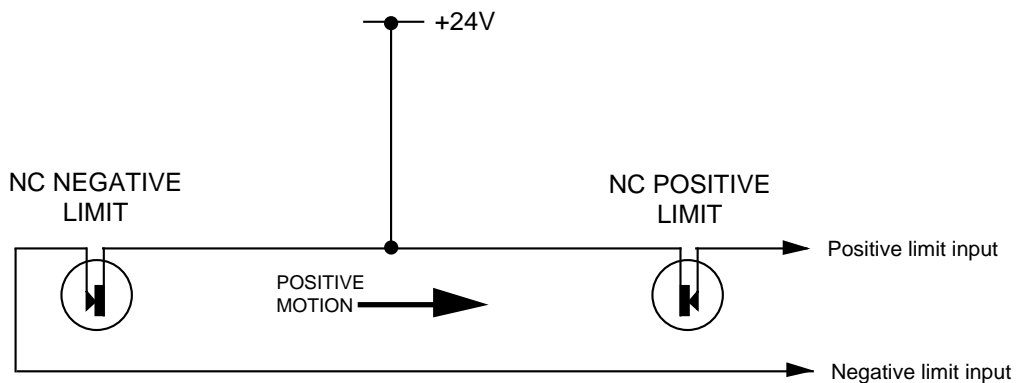 +24V
NC NEGATIVE
LIMIT
NC POSITIVE
LIMIT
Positive limit input
POSITIVE
MOTION
Negative limit input